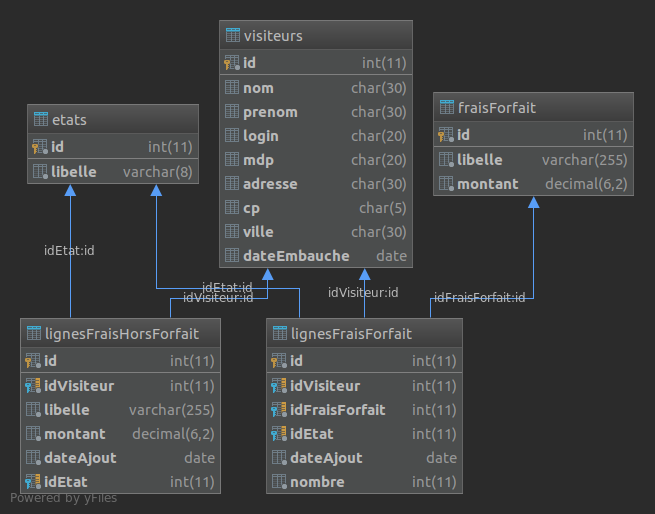 visiteurs
id int(11)
nom char(30)
prenom char(30)
login char(20)
mdp char(20)
adresse char(30)
cp char(5)
ville char(30)
dateEmbauche date
etats
id int(11)
libelle varchar(8)
fraisForfait
id int(11)
libelle varchar(255)
montant decimal(6,2)
idEtat:id
idEtat:id
idVisiteur:id
idVisiteur:id
idFraisForfait:id
lignesFraisHorsForfait
id int(11)
idVisiteur int(11)
libelle varchar(255)
montant decimal(6,2)
dateAjout date
idEtat int(11)
lignesFraisForfait
id int(11)
idVisiteur int(11)
idFraisForfait int(11)
idEtat int(11)
dateAjout date
nombre int(11)
Powered by yFiles